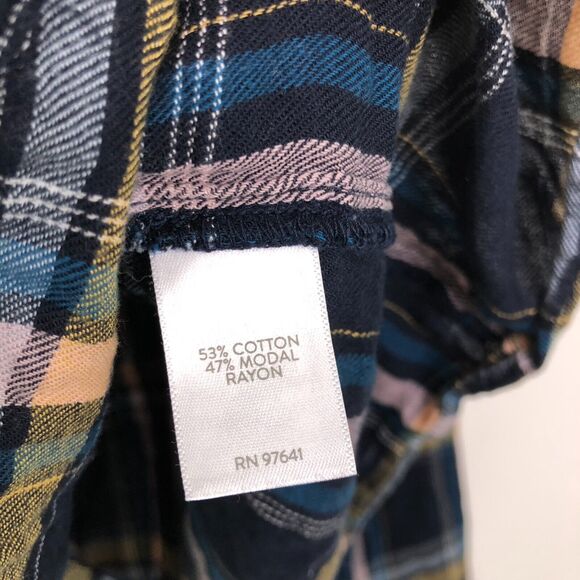 53% COTTON
47% MODAL
RAYON
RN 97641